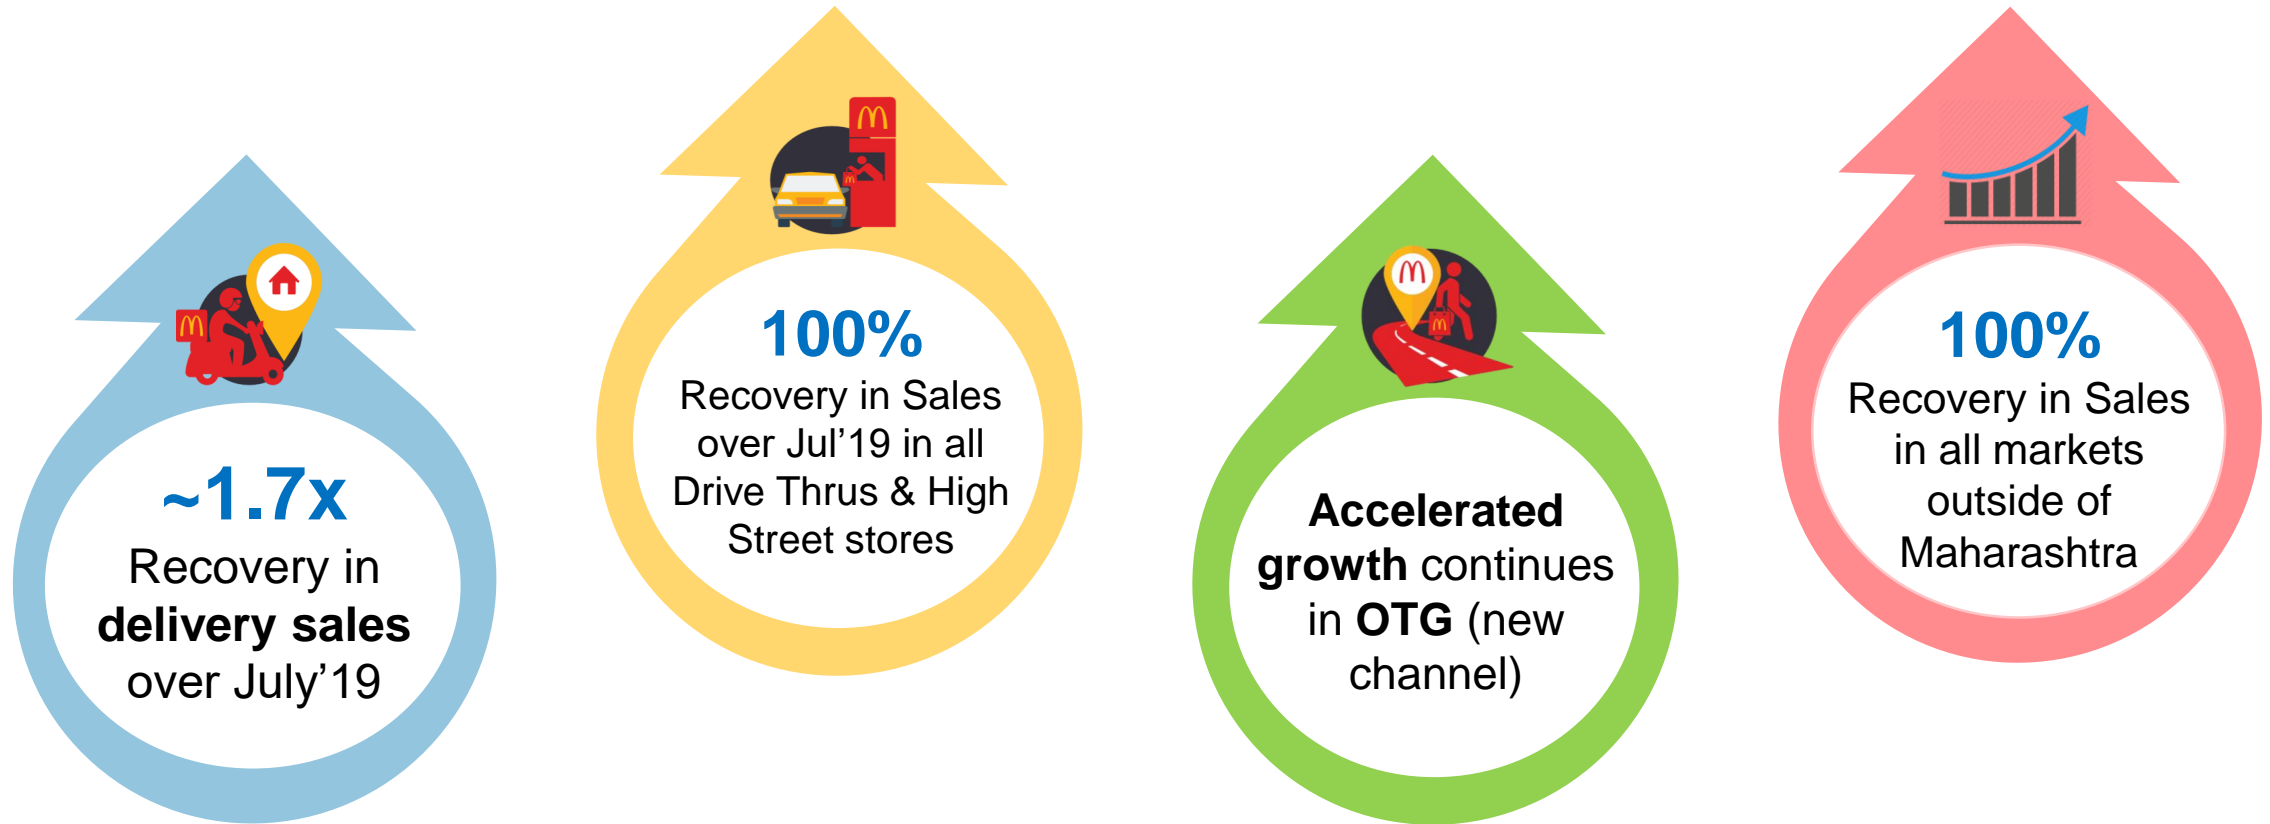 ~1.7x
Recovery in
delivery sales
over July’19
100%
Recovery in Sales
over Jul’19 in all
Drive Thrus & High
Street stores
Accelerated
growth continues
in OTG (new
channel)
100%
Recovery in Sales
in all markets
outside of
Maharashtra